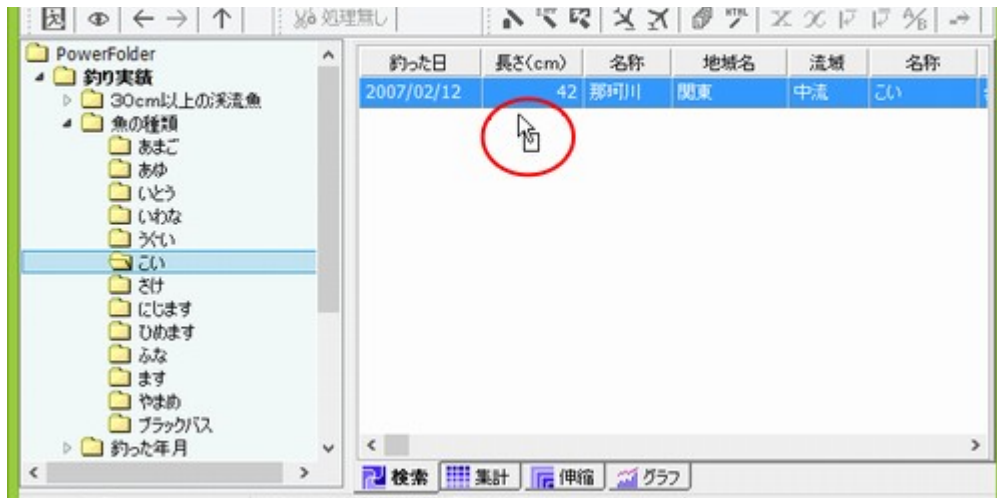 処理無し
PowerFolder
釣り実績
30cm以上の渓流魚
魚の種類
あまご
あゆ
いとう
いわな
うぐい
こい
さけ
にじます
ひめます
ふな
ます
やまめ
ブラックバス
釣った年月
釣った日 長さ(cm) 名称 地域名 流域 名称
2007/02/12 42 那珂川 関東 中流 こい
検索 集計 伸縮 グラフ